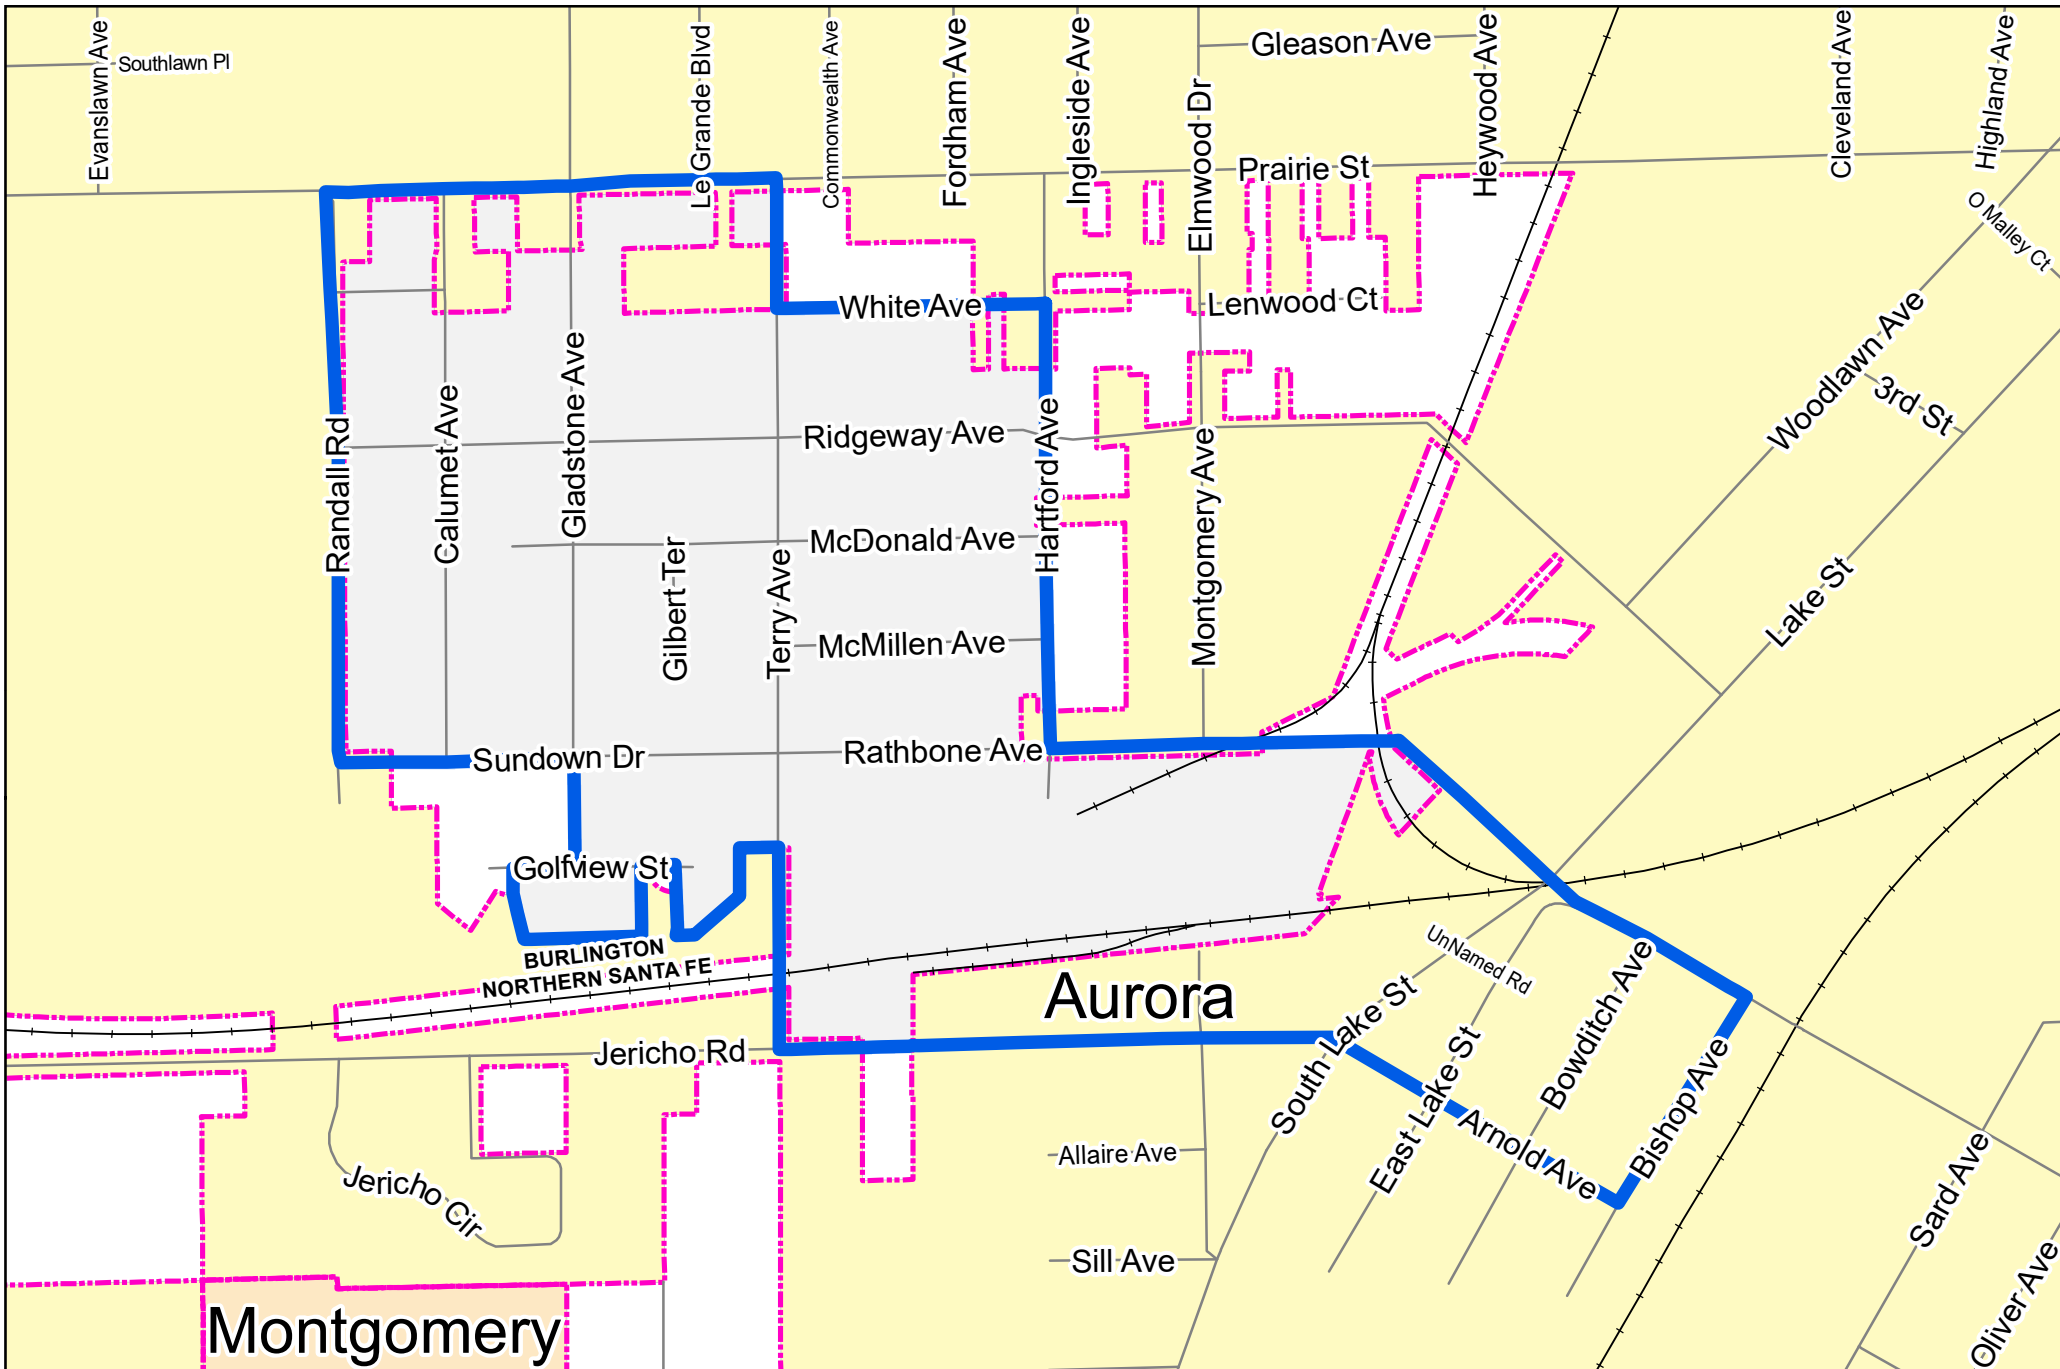 Evanslawn Ave
Southlawn Pl
Le Grande Blvd
Commonwealth Ave
Fordham Ave
Ingleside Ave
Elmwood Dr
Gleason Ave
Heywood Ave
Cleveland Ave
Highland Ave
Prairie St
O Malley Ct
White Ave
Lenwood Ct
Woodlawn Ave
3rd St
Randall Rd
Calumet Ave
Gladstone Ave
Ridgeway Ave
Hartford Ave
Montgomery Ave
McDonald Ave
Gilbert Ter
Terry Ave
McMillen Ave
Lake St
Sundown Dr
Rathbone Ave
Golfview St
BURLINGTON
NORTHERN SANTA FE
Aurora
UnNamed Rd
Jericho Rd
South Lake St
East Lake St
Bowditch Ave
Bishop Ave
Arnold Ave
Allaire Ave
Jericho Cir
Sill Ave
Sard Ave
Oliver Ave
Montgomery